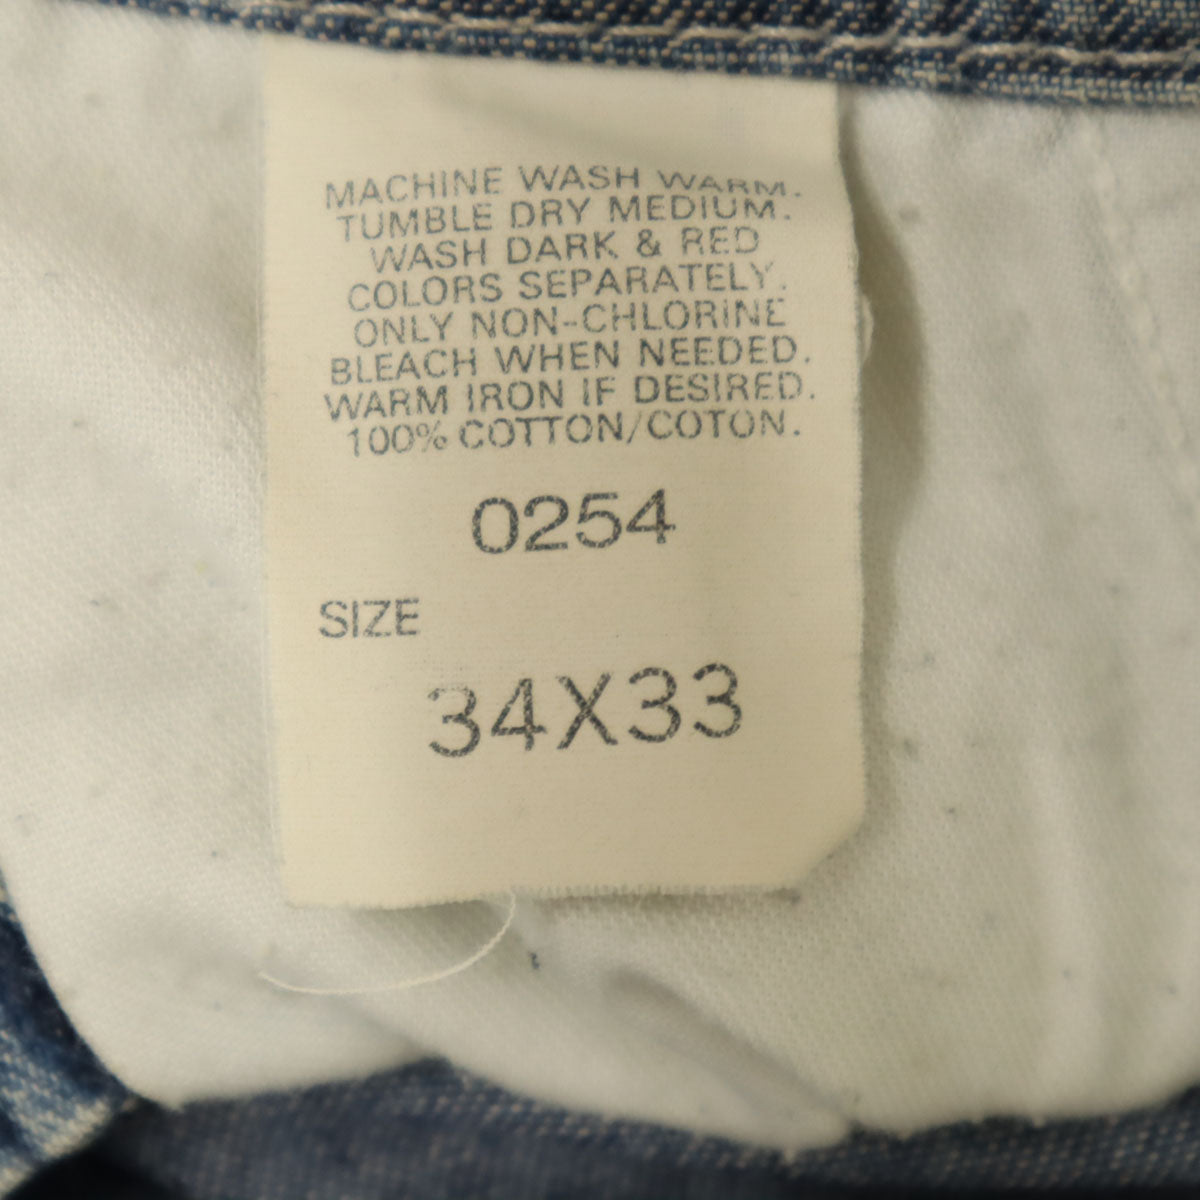 MACHINE WASH WARM.
TUMBLE DRY MEDIUM.
WASH DARK & RED
COLORS SEPARATELY.
ONLY NON-CHLORINE
BLEACH WHEN NEEDED.
WARM IRON IF DESIRED.
100% COTTON/COTON.
0254
SIZE
34X33